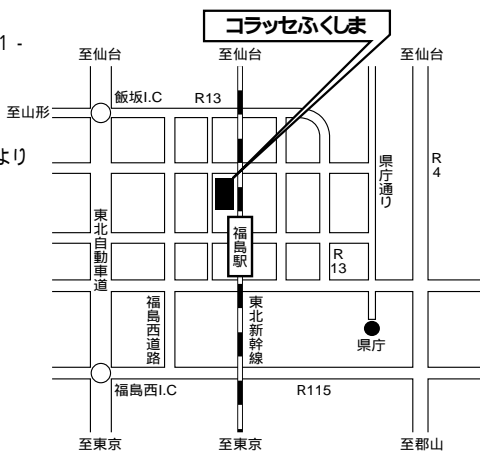 コラッセふくしま
1 -
至仙台
至仙台
至仙台
飯坂I.C
R13
至山形
より
県庁通り
R4
東北自動車道
福島駅
R13
福島西道路
東北新幹線
県庁
福島西I.C
R115
至東京
至東京
至郡山